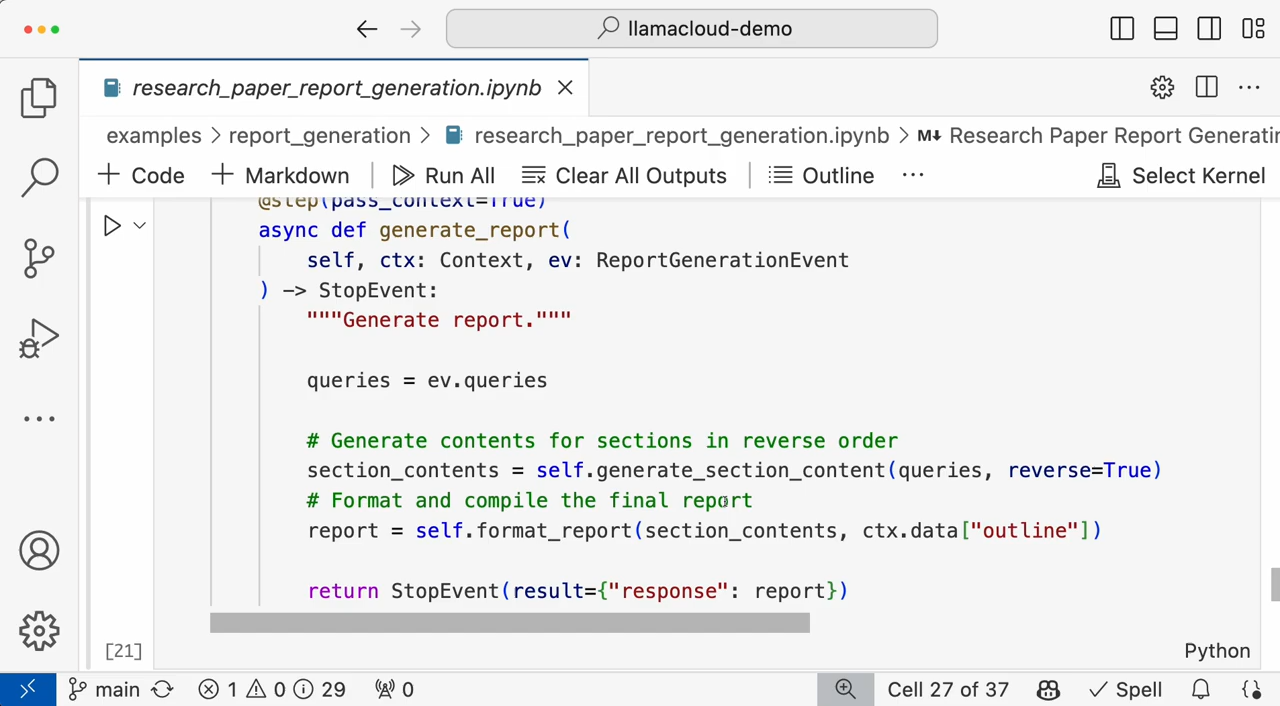 llamacloud-demo
research_paper_report_generation.ipynb
examples > report_generation > research_paper_report_generation.ipynb > M↓ Research Paper Report Generatin
+ Code + Markdown Run All Clear All Outputs Outline ... Select Kernel
@step(pass_context=True)
async def generate_report(
self, ctx: Context, ev: ReportGenerationEvent
) -> StopEvent:
"""Generate report."""
queries = ev.queries
# Generate contents for sections in reverse order
section_contents = self.generate_section_content(queries, reverse=True)
# Format and compile the final report
report = self.format_report(section_contents, ctx.data["outline"])
return StopEvent(result={"response": report})
[21]
Python
main 1 0 29 0 Cell 27 of 37 Spell